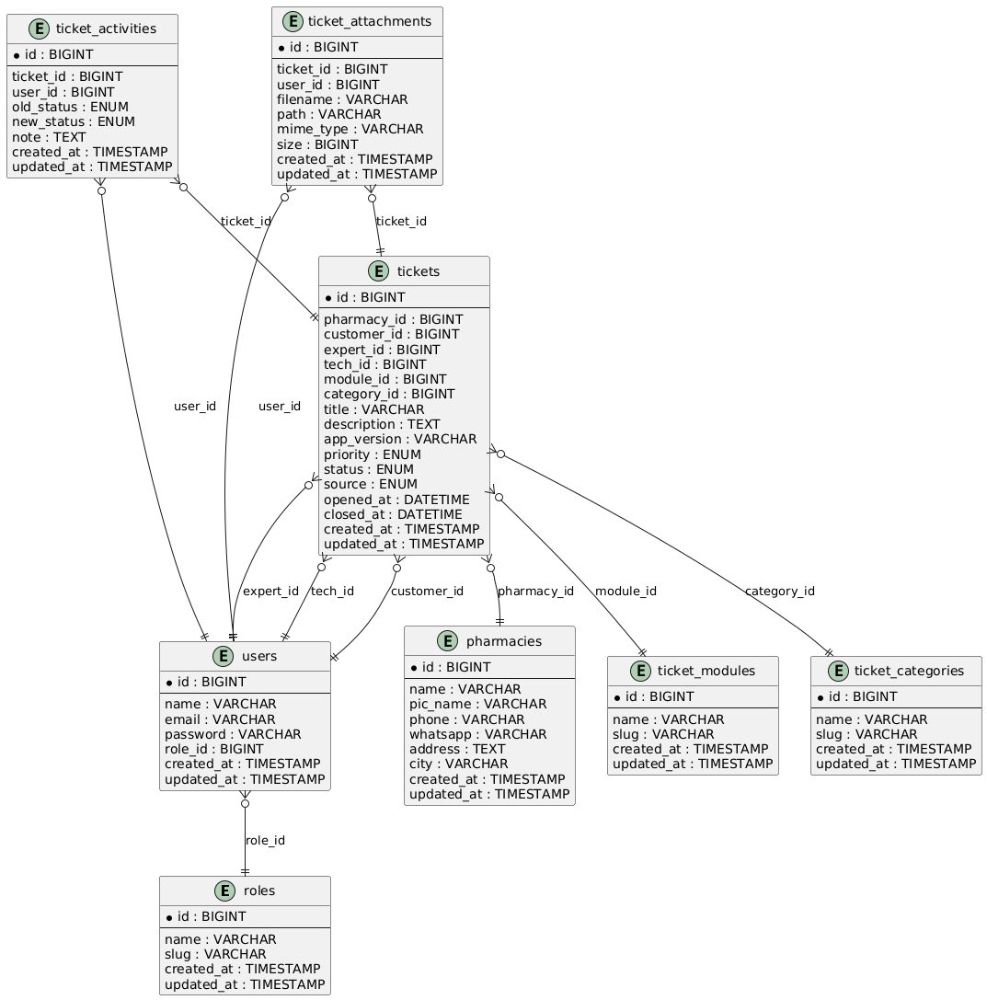 E ticket_activities
id : BIGINT
ticket_id : BIGINT
user_id : BIGINT
old_status : ENUM
new_status : ENUM
note : TEXT
created_at : TIMESTAMP
updated_at : TIMESTAMP
E ticket_attachments
id : BIGINT
ticket_id : BIGINT
user_id : BIGINT
filename : VARCHAR
path : VARCHAR
mime_type : VARCHAR
size : BIGINT
created_at : TIMESTAMP
updated_at : TIMESTAMP
ticket_id
ticket_id
E tickets
id : BIGINT
pharmacy_id : BIGINT
customer_id : BIGINT
expert_id : BIGINT
tech_id : BIGINT
module_id : BIGINT
category_id : BIGINT
title : VARCHAR
description : TEXT
app_version : VARCHAR
priority : ENUM
status : ENUM
source : ENUM
opened_at : DATETIME
closed_at : DATETIME
created_at : TIMESTAMP
updated_at : TIMESTAMP
user_id
user_id
expert_id
tech_id
customer_id
pharmacy_id
module_id
category_id
E users
id : BIGINT
name : VARCHAR
email : VARCHAR
password : VARCHAR
role_id : BIGINT
created_at : TIMESTAMP
updated_at : TIMESTAMP
E pharmacies
id : BIGINT
name : VARCHAR
pic_name : VARCHAR
phone : VARCHAR
whatsapp : VARCHAR
address : TEXT
city : VARCHAR
created_at : TIMESTAMP
updated_at : TIMESTAMP
E ticket_modules
id : BIGINT
name : VARCHAR
slug : VARCHAR
created_at : TIMESTAMP
updated_at : TIMESTAMP
E ticket_categories
id : BIGINT
name : VARCHAR
slug : VARCHAR
created_at : TIMESTAMP
updated_at : TIMESTAMP
role_id
E roles
id : BIGINT
name : VARCHAR
slug : VARCHAR
created_at : TIMESTAMP
updated_at : TIMESTAMP